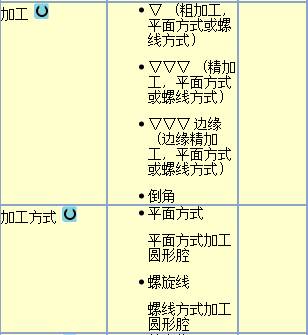 加工
• ▽ （粗加工，
平面方式或螺
线方式）
• ▽▽▽ （精加
工，平面方式
或螺线方式）
• ▽▽▽ 边缘
（边缘精加
工，平面方式
或螺线方式）
• 倒角
加工方式
• 平面方式
平面方式加工
圆形腔
• 螺旋线
螺线方式加工
圆形腔